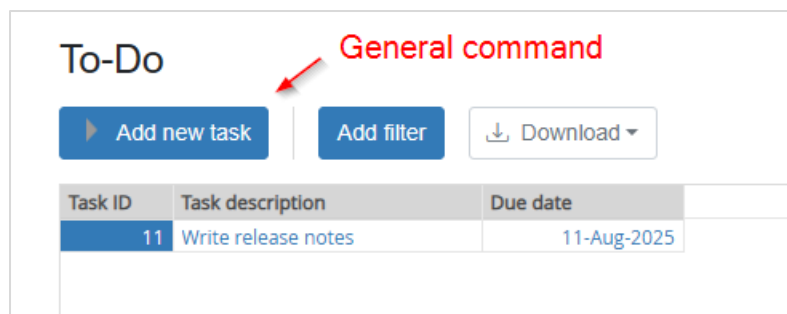 General command
To-Do
Add new task Add filter Download
Task ID Task description Due date
11 Write release notes 11-Aug-2025